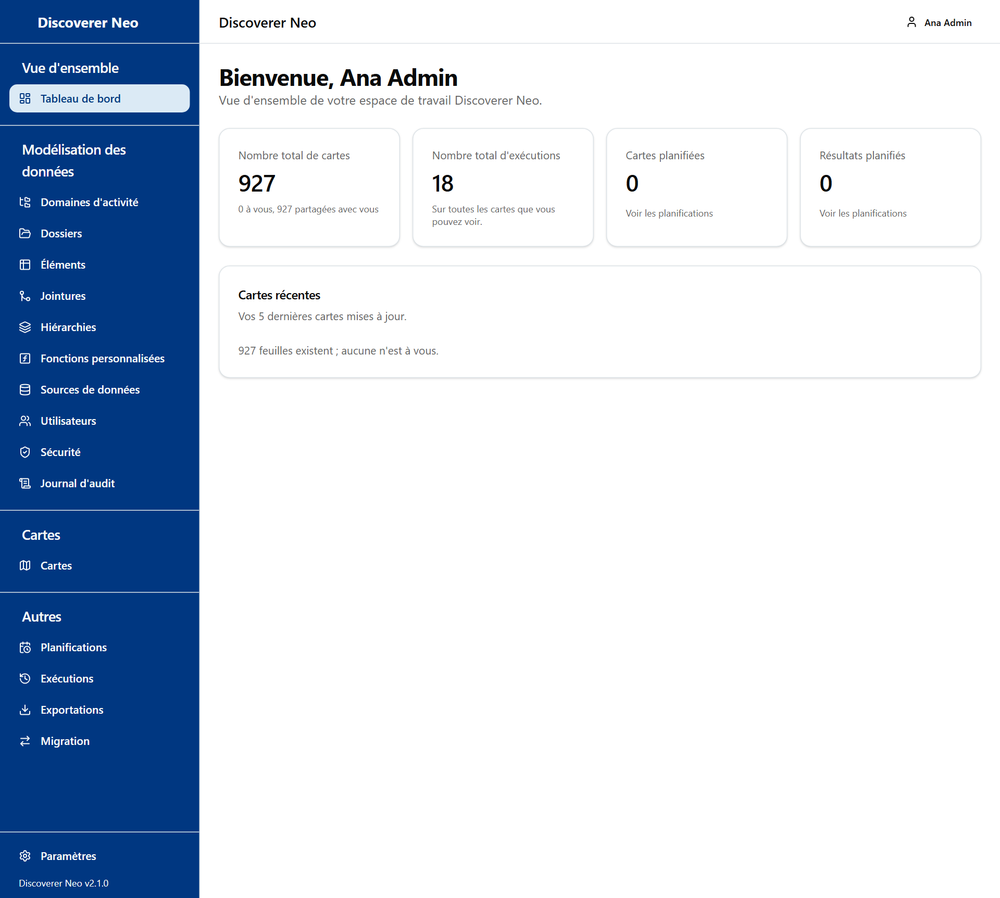 Discoverer Neo
Vue d'ensemble
Tableau de bord
Modélisation des
données
Domaines d'activité
Dossiers
Éléments
Jointures
Hiérarchies
Fonctions personnalisées
Sources de données
Utilisateurs
Sécurité
Journal d'audit
Cartes
Cartes
Autres
Planifications
Exécutions
Exportations
Migration
Paramètres
Discoverer Neo v2.1.0
Discoverer Neo
Ana Admin
Bienvenue, Ana Admin
Vue d'ensemble de votre espace de travail Discoverer Neo.
Nombre total de cartes
927
0 à vous, 927 partagées avec vous
Nombre total d'exécutions
18
Sur toutes les cartes que vous
pouvez voir.
Cartes planifiées
0
Voir les planifications
Résultats planifiés
0
Voir les planifications
Cartes récentes
Vos 5 dernières cartes mises à jour.
927 feuilles existent ; aucune n'est à vous.